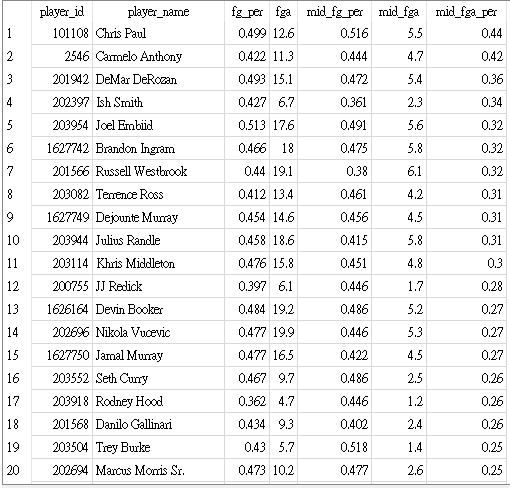 player_id player_name fg_per fga mid_fg_per mid_fga mid_fga_per
1 101108 Chris Paul 0.499 12.6 0.516 5.5 0.44
2 2546 Carmelo Anthony 0.422 11.3 0.444 4.7 0.42
3 201942 DeMar DeRozan 0.493 15.1 0.472 5.4 0.36
4 202397 Ish Smith 0.427 6.7 0.361 2.3 0.34
5 203954 Joel Embiid 0.513 17.6 0.491 5.6 0.32
6 1627742 Brandon Ingram 0.466 18 0.475 5.8 0.32
7 201566 Russell Westbrook 0.44 19.1 0.38 6.1 0.32
8 203082 Terrence Ross 0.412 13.4 0.461 4.2 0.31
9 1627749 Dejounte Murray 0.454 14.6 0.456 4.5 0.31
10 203944 Julius Randle 0.458 18.6 0.415 5.8 0.31
11 203114 Khris Middleton 0.476 15.8 0.451 4.8 0.3
12 200755 JJ Redick 0.397 6.1 0.446 1.7 0.28
13 1626164 Devin Booker 0.484 19.2 0.486 5.2 0.27
14 202696 Nikola Vucevic 0.477 19.9 0.446 5.3 0.27
15 1627750 Jamal Murray 0.477 16.5 0.422 4.5 0.27
16 203552 Seth Curry 0.467 9.7 0.486 2.5 0.26
17 203918 Rodney Hood 0.362 4.7 0.446 1.2 0.26
18 201568 Danilo Gallinari 0.434 9.3 0.402 2.4 0.26
19 203504 Trey Burke 0.43 5.7 0.518 1.4 0.25
20 202694 Marcus Morris Sr. 0.473 10.2 0.477 2.6 0.25